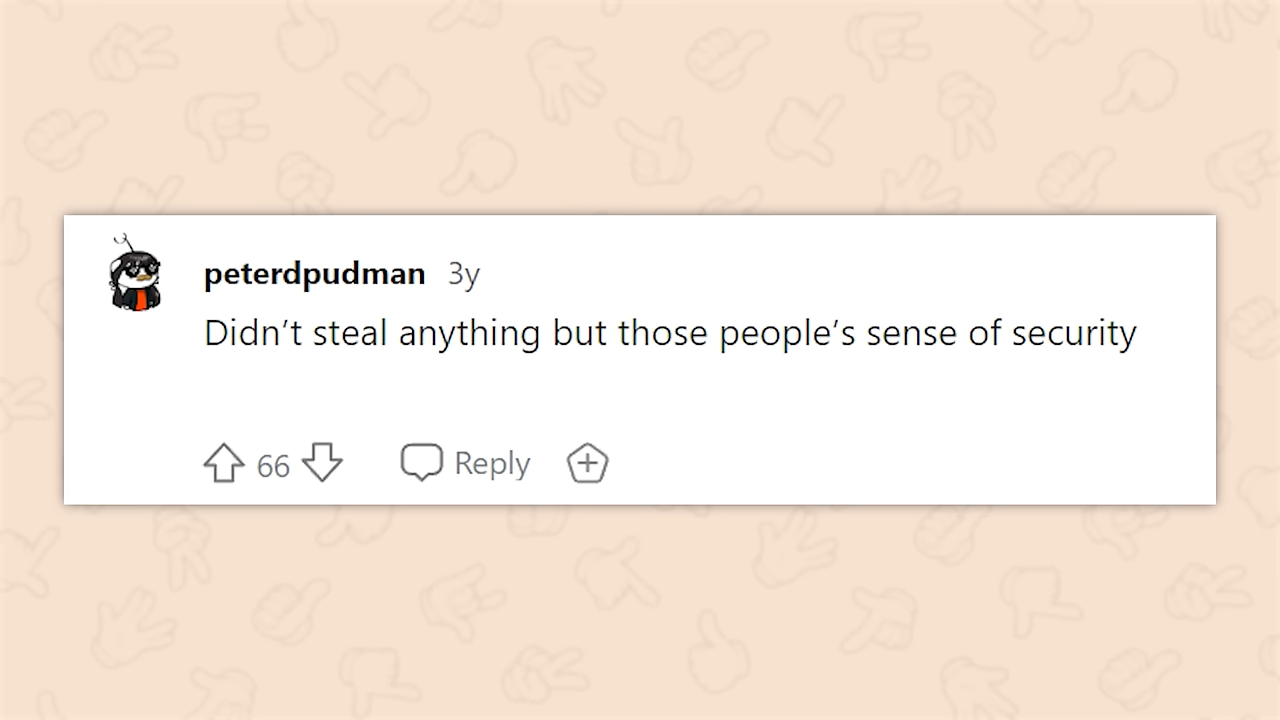 peterdpudman 3y
Didn’t steal anything but those people’s sense of security
66 Reply